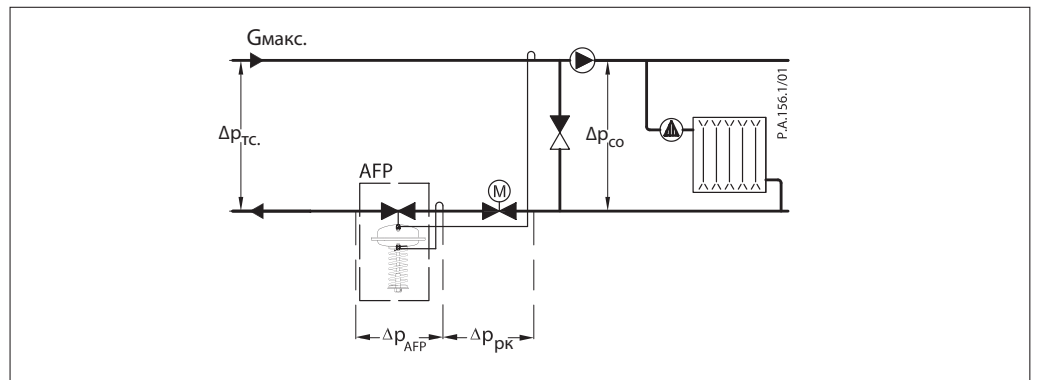 Gмакс.
Δpтс.
Δpсо
P.A.156.1/01
AFP
M
ΔpAFP
Δpрк